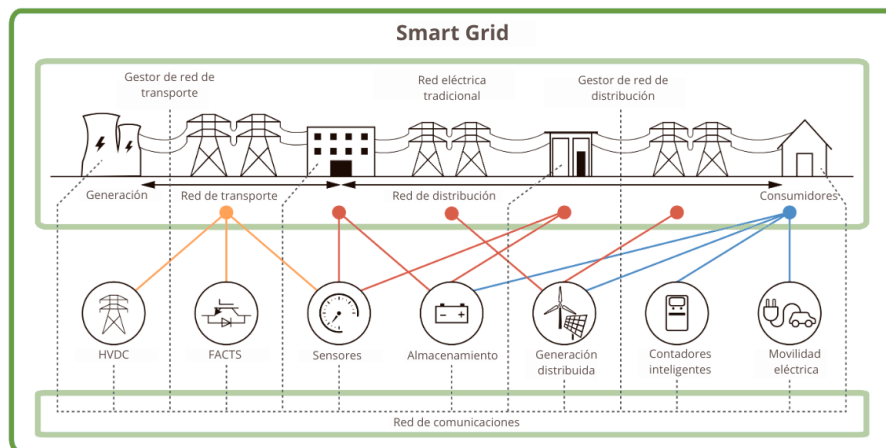 Smart Grid
Gestor de red de
transporte
Red eléctrica
tradicional
Gestor de red de
distribución
Generación
Red de transporte
Red de distribución
Consumidores
HVDC
FACTS
Sensores
Almacenamiento
Generación
distribuida
Contadores
inteligentes
Movilidad
eléctrica
Red de comunicaciones